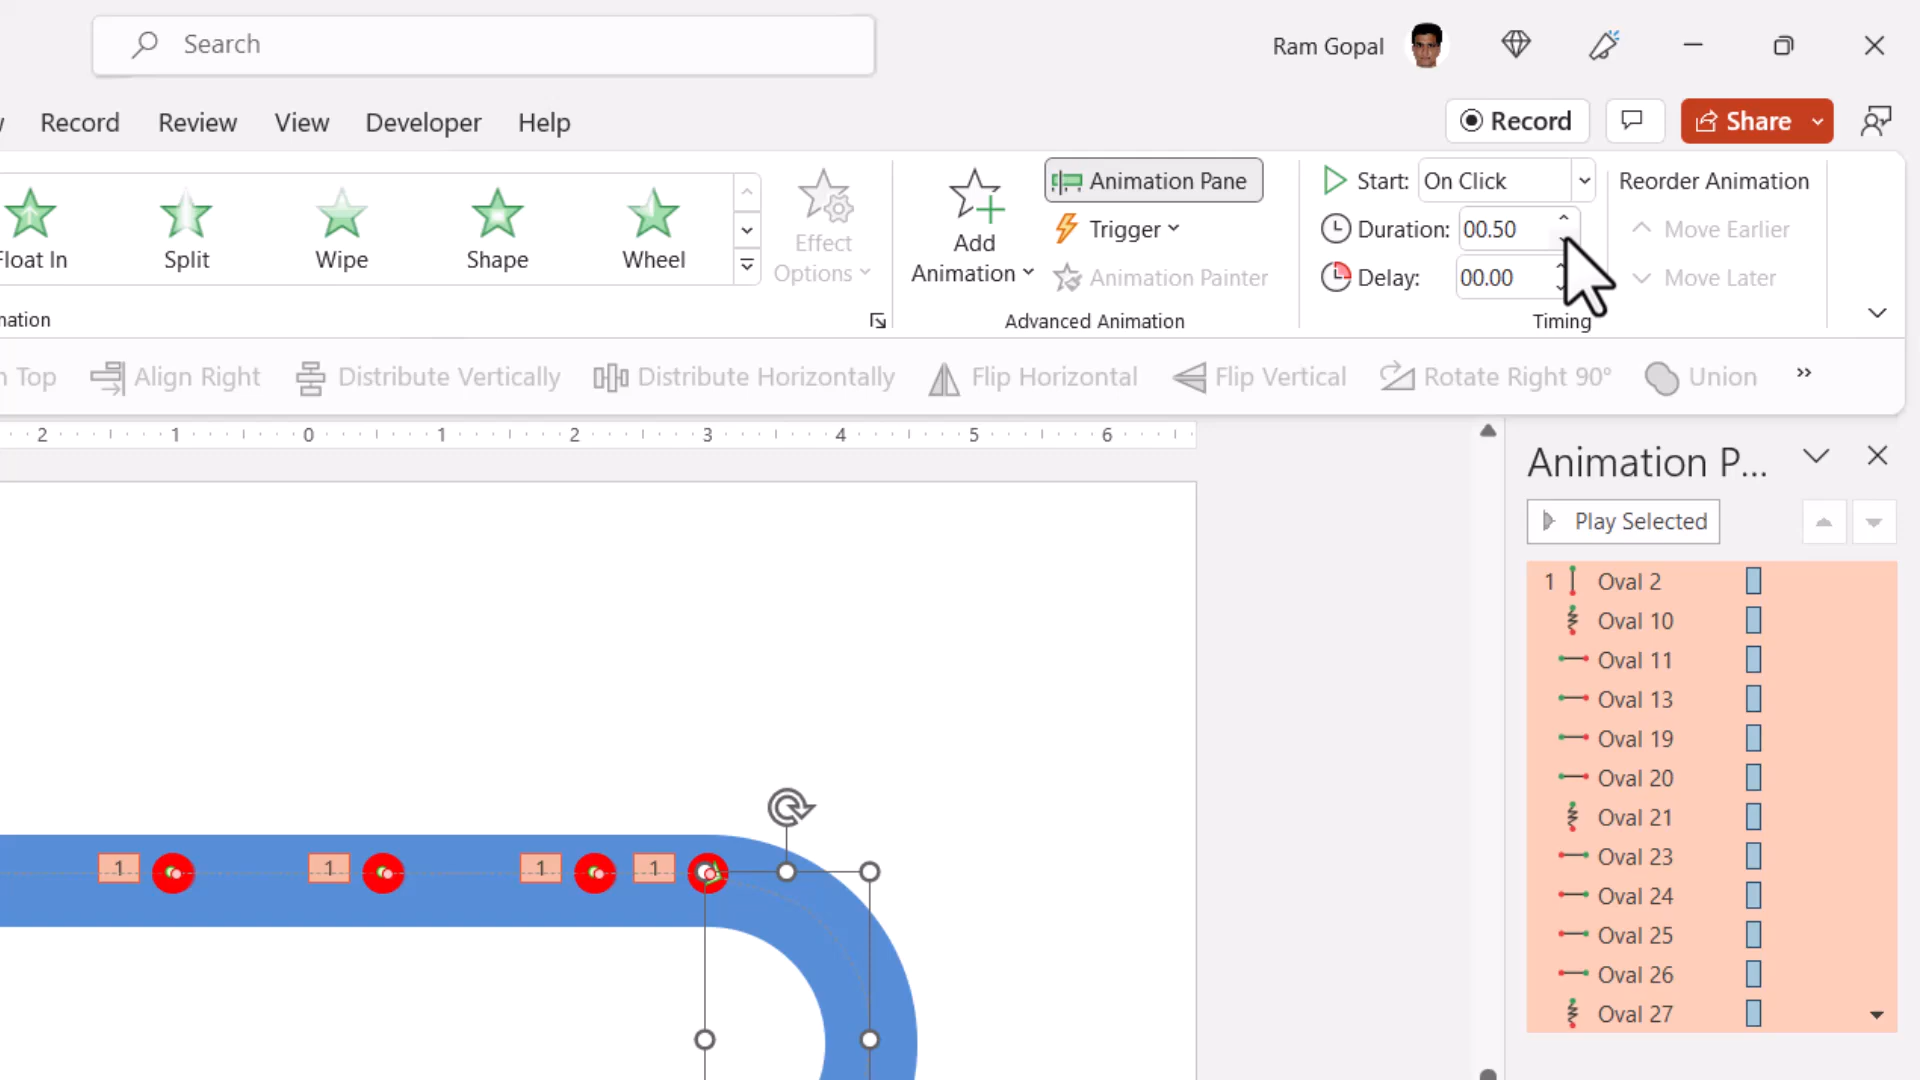 Search
Ram Gopal
Record
Review
View
Developer
Help
Record
Share
Float In
Split
Wipe
Shape
Wheel
Effect
Options
Add
Animation
Animation Pane
Trigger
Animation Painter
Advanced Animation
Start: On Click
Duration: 00.50
Delay: 00.00
Timing
Reorder Animation
Move Earlier
Move Later
mation
n Top
Align Right
Distribute Vertically
Distribute Horizontally
Flip Horizontal
Flip Vertical
Rotate Right 90°
Union
2 1 0 1 2 3 4 5 6
Animation P...
Play Selected
1 Oval 2
Oval 10
Oval 11
Oval 13
Oval 19
Oval 20
Oval 21
Oval 23
Oval 24
Oval 25
Oval 26
Oval 27
1 1 1 1